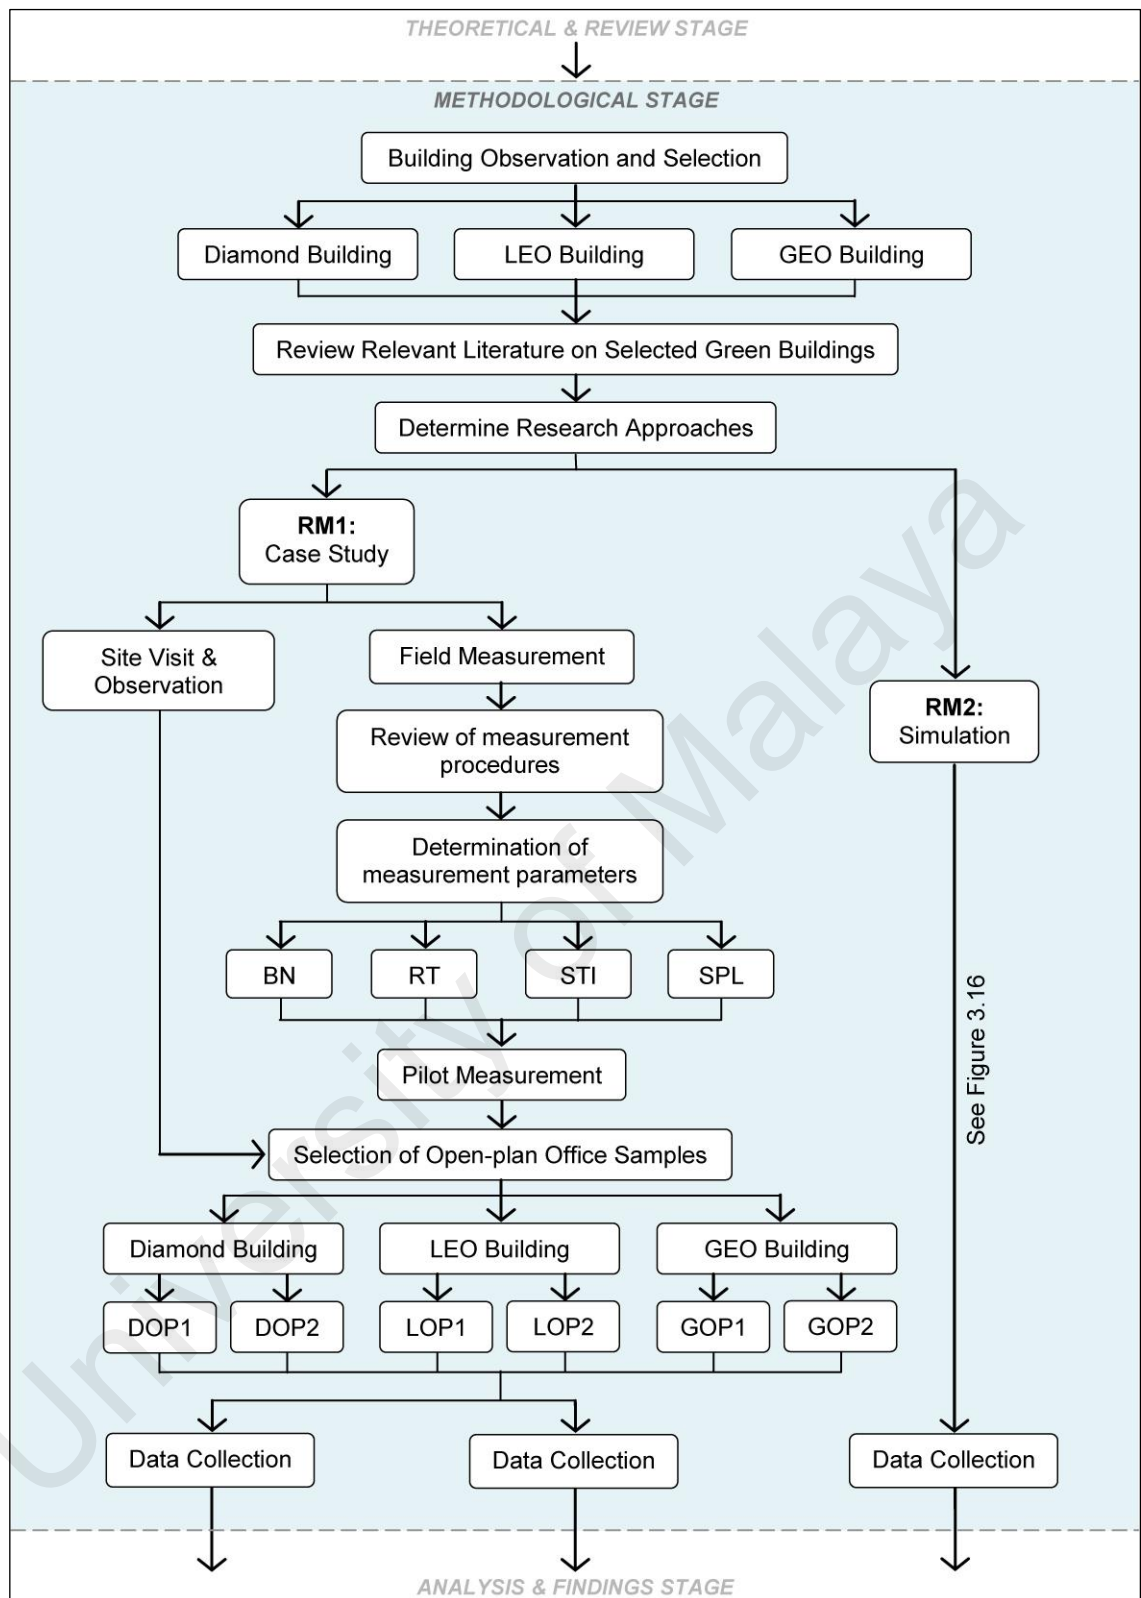 THEORETICAL & REVIEW STAGE
METHODOLOGICAL STAGE
Building Observation and Selection
Diamond Building
LEO Building
GEO Building
Review Relevant Literature on Selected Green Buildings
Determine Research Approaches
RM1:
Case Study
Site Visit &
Observation
Field Measurement
RM2:
Simulation
Review of measurement
procedures
Determination of
measurement parameters
BN
RT
STI
SPL
See Figure 3.16
Pilot Measurement
Selection of Open-plan Office Samples
Diamond Building
LEO Building
GEO Building
DOP1
DOP2
LOP1
LOP2
GOP1
GOP2
Data Collection
Data Collection
Data Collection
ANALYSIS & FINDINGS STAGE
University of Malaya